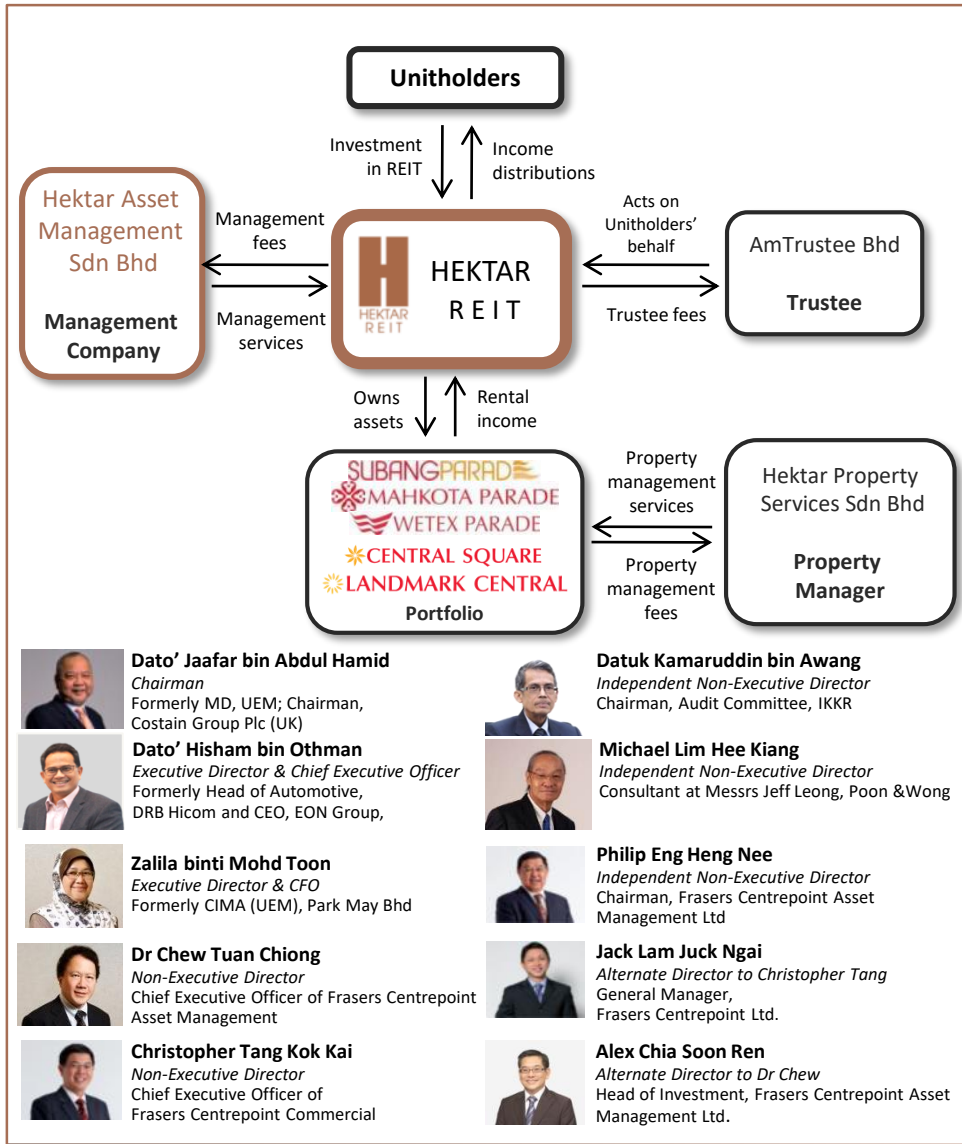 Unitholders
Investment
in REIT
Income
distributions
Hektar Asset
Management
Sdn Bhd
Management
Company
Management
fees
Management
services
HEKTAR
REIT
HEKTAR
REIT
Acts on
Unitholders’
behalf
Trustee fees
AmTrustee Bhd
Trustee
Owns
assets
Rental
income
SUBANGPARADE
MAHKOTA PARADE
WETEX PARADE
CENTRAL SQUARE
LANDMARK CENTRAL
Portfolio
Property
management
services
Property
management
fees
Hektar Property
Services Sdn Bhd
Property
Manager
Dato’ Jaafar bin Abdul Hamid
Chairman
Formerly MD, UEM; Chairman,
Costain Group Plc (UK)
Dato’ Hisham bin Othman
Executive Director & Chief Executive Officer
Formerly Head of Automotive,
DRB Hicom and CEO, EON Group,
Zalila binti Mohd Toon
Executive Director & CFO
Formerly CIMA (UEM), Park May Bhd
Dr Chew Tuan Chiong
Non-Executive Director
Chief Executive Officer of Frasers Centrepoint
Asset Management
Christopher Tang Kok Kai
Non-Executive Director
Chief Executive Officer of
Frasers Centrepoint Commercial
Datuk Kamaruddin bin Awang
Independent Non-Executive Director
Chairman, Audit Committee, IKKR
Michael Lim Hee Kiang
Independent Non-Executive Director
Consultant at Messrs Jeff Leong, Poon &Wong
Philip Eng Heng Nee
Independent Non-Executive Director
Chairman, Frasers Centrepoint Asset
Management Ltd
Jack Lam Juck Ngai
Alternate Director to Christopher Tang
General Manager,
Frasers Centrepoint Ltd.
Alex Chia Soon Ren
Alternate Director to Dr Chew
Head of Investment, Frasers Centrepoint Asset
Management Ltd.